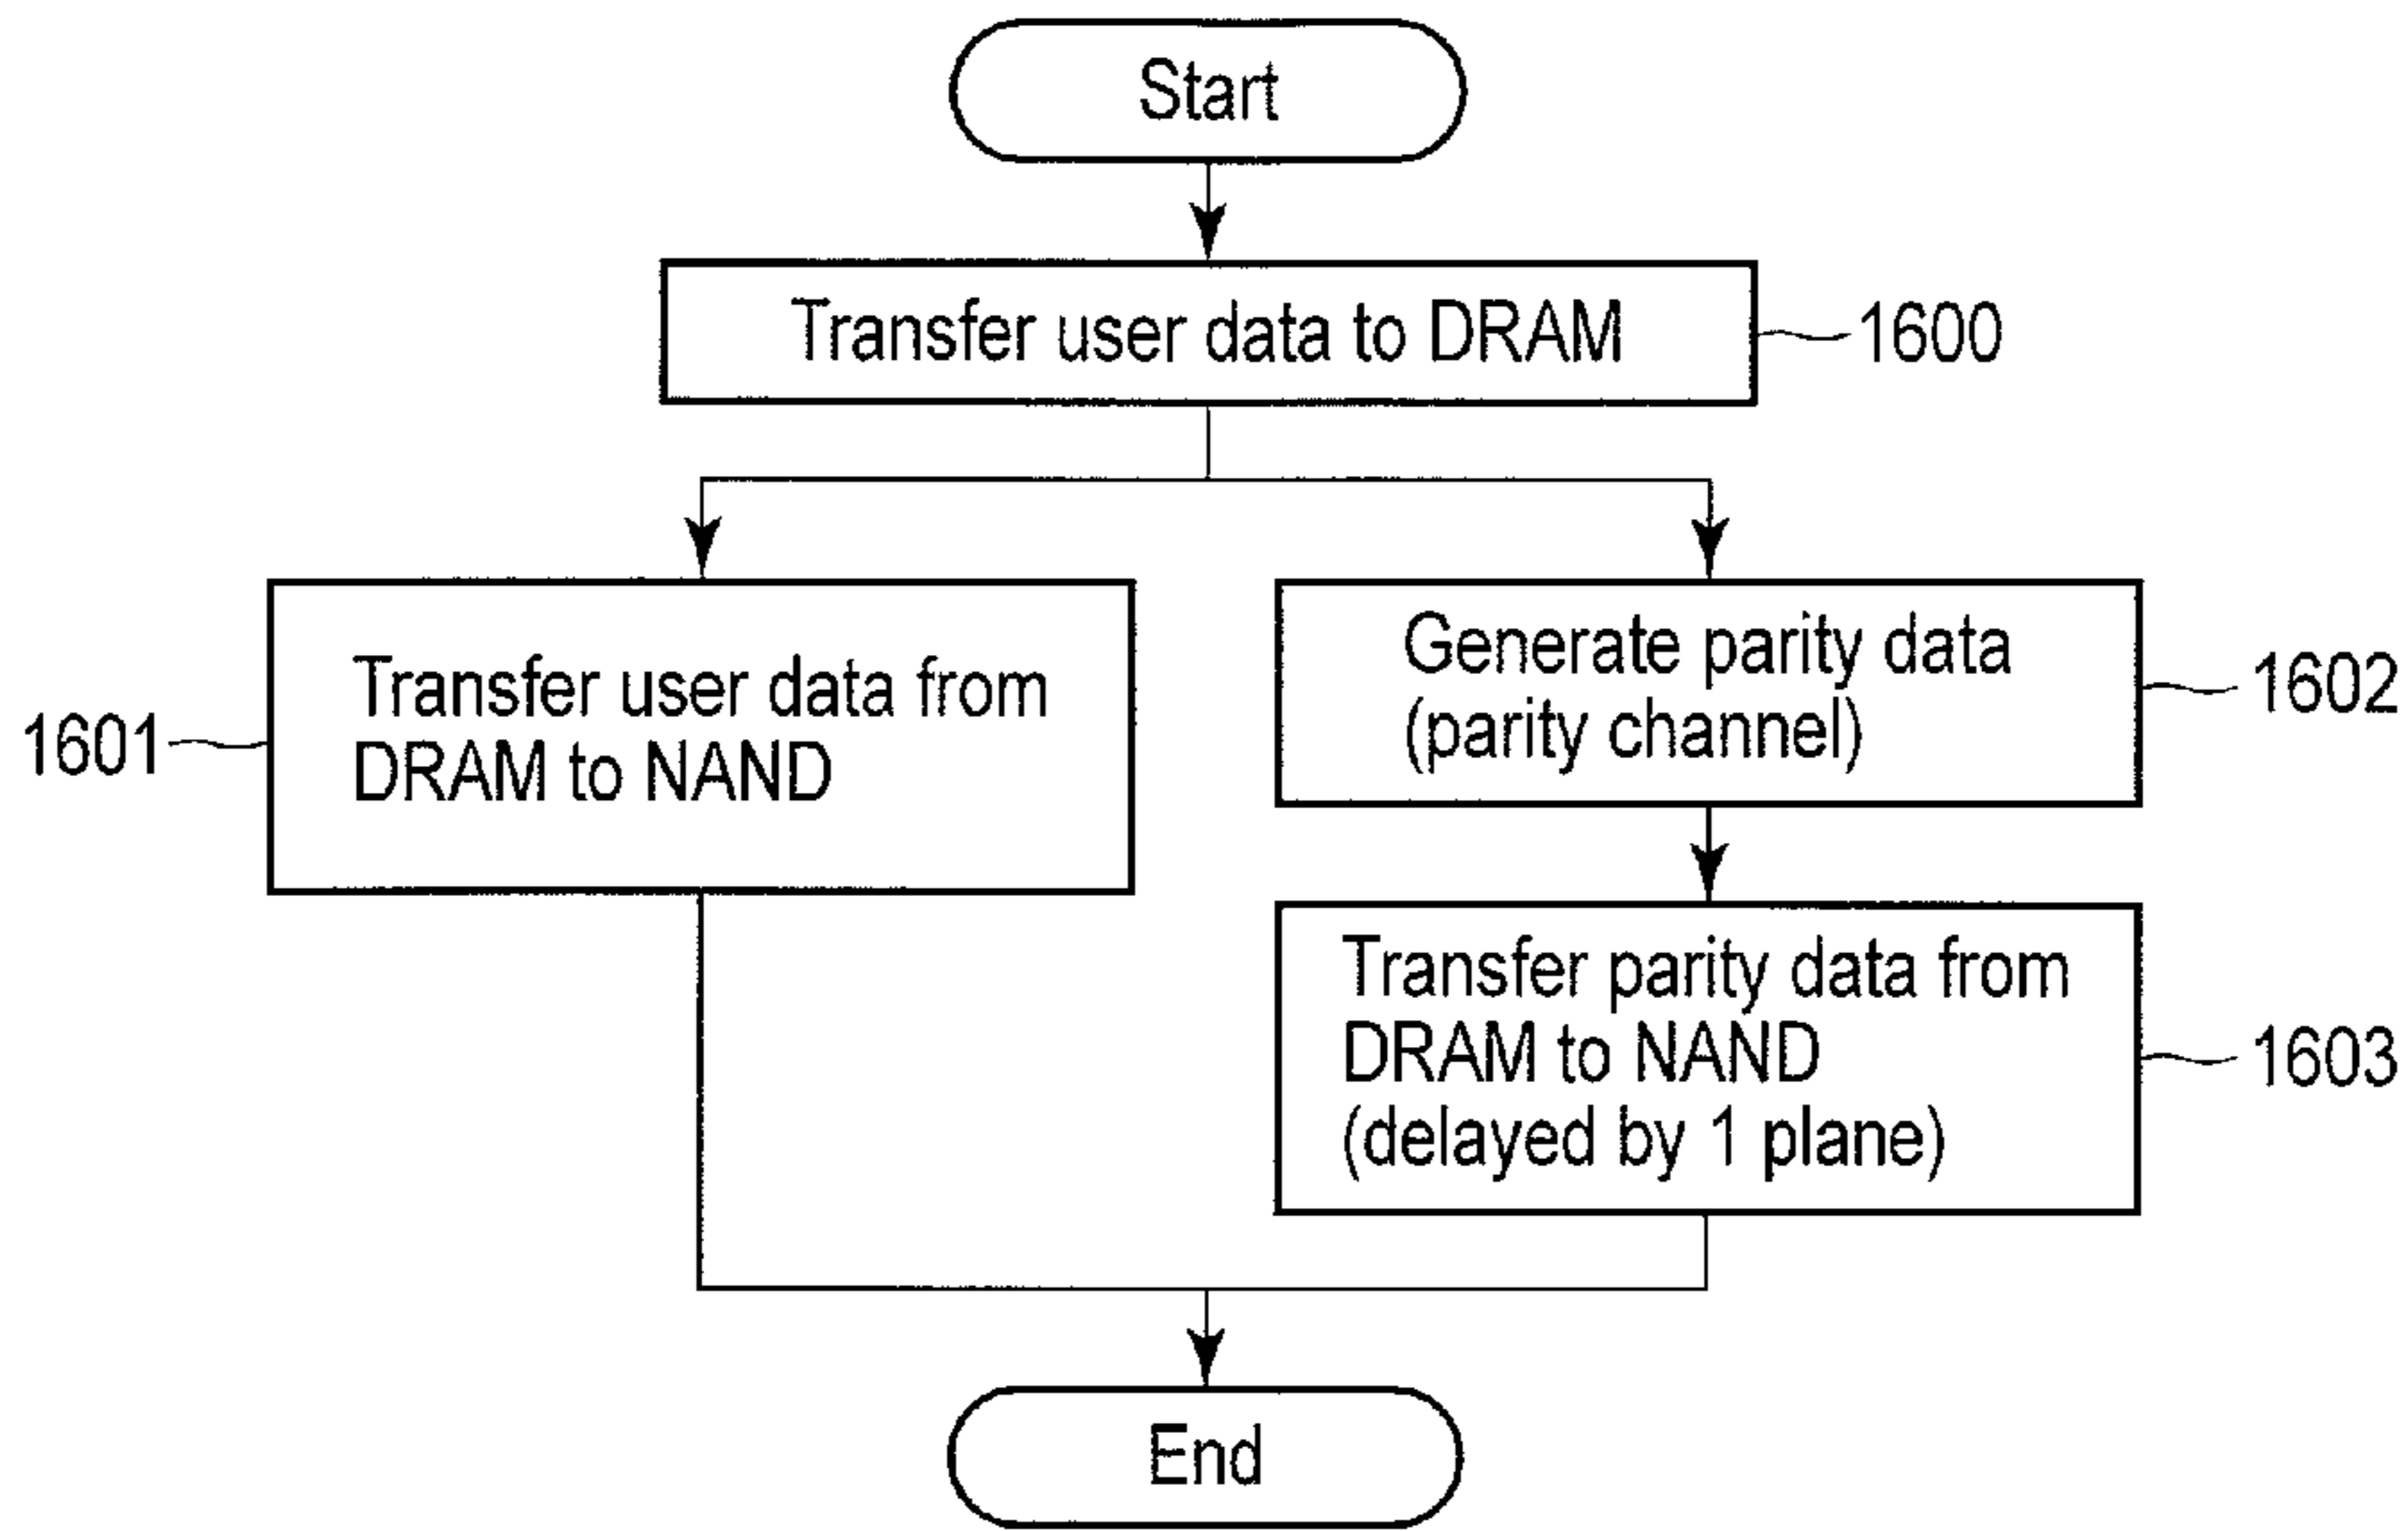 Start
Transfer user data to DRAM
1600
Transfer user data from
DRAM to NAND
1601
Generate parity data
(parity channel)
1602
Transfer parity data from
DRAM to NAND
(delayed by 1 plane)
1603
End